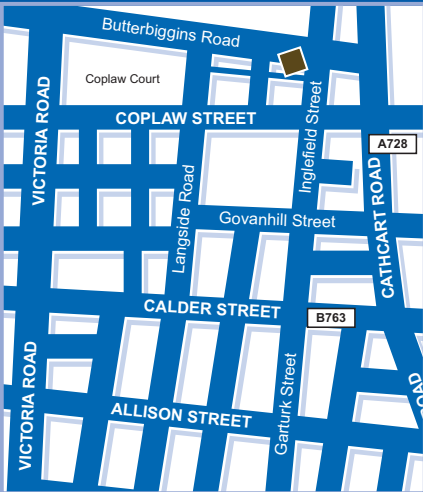 Butterbiggins Road
Coplaw Court
COPLAW STREET
VICTORIA ROAD
Inglefield Street
A728
Langside Road
Govanhill Street
CATHCART ROAD
CALDER STREET
B763
VICTORIA ROAD
ALLISON STREET
Garturk Street
ROAD